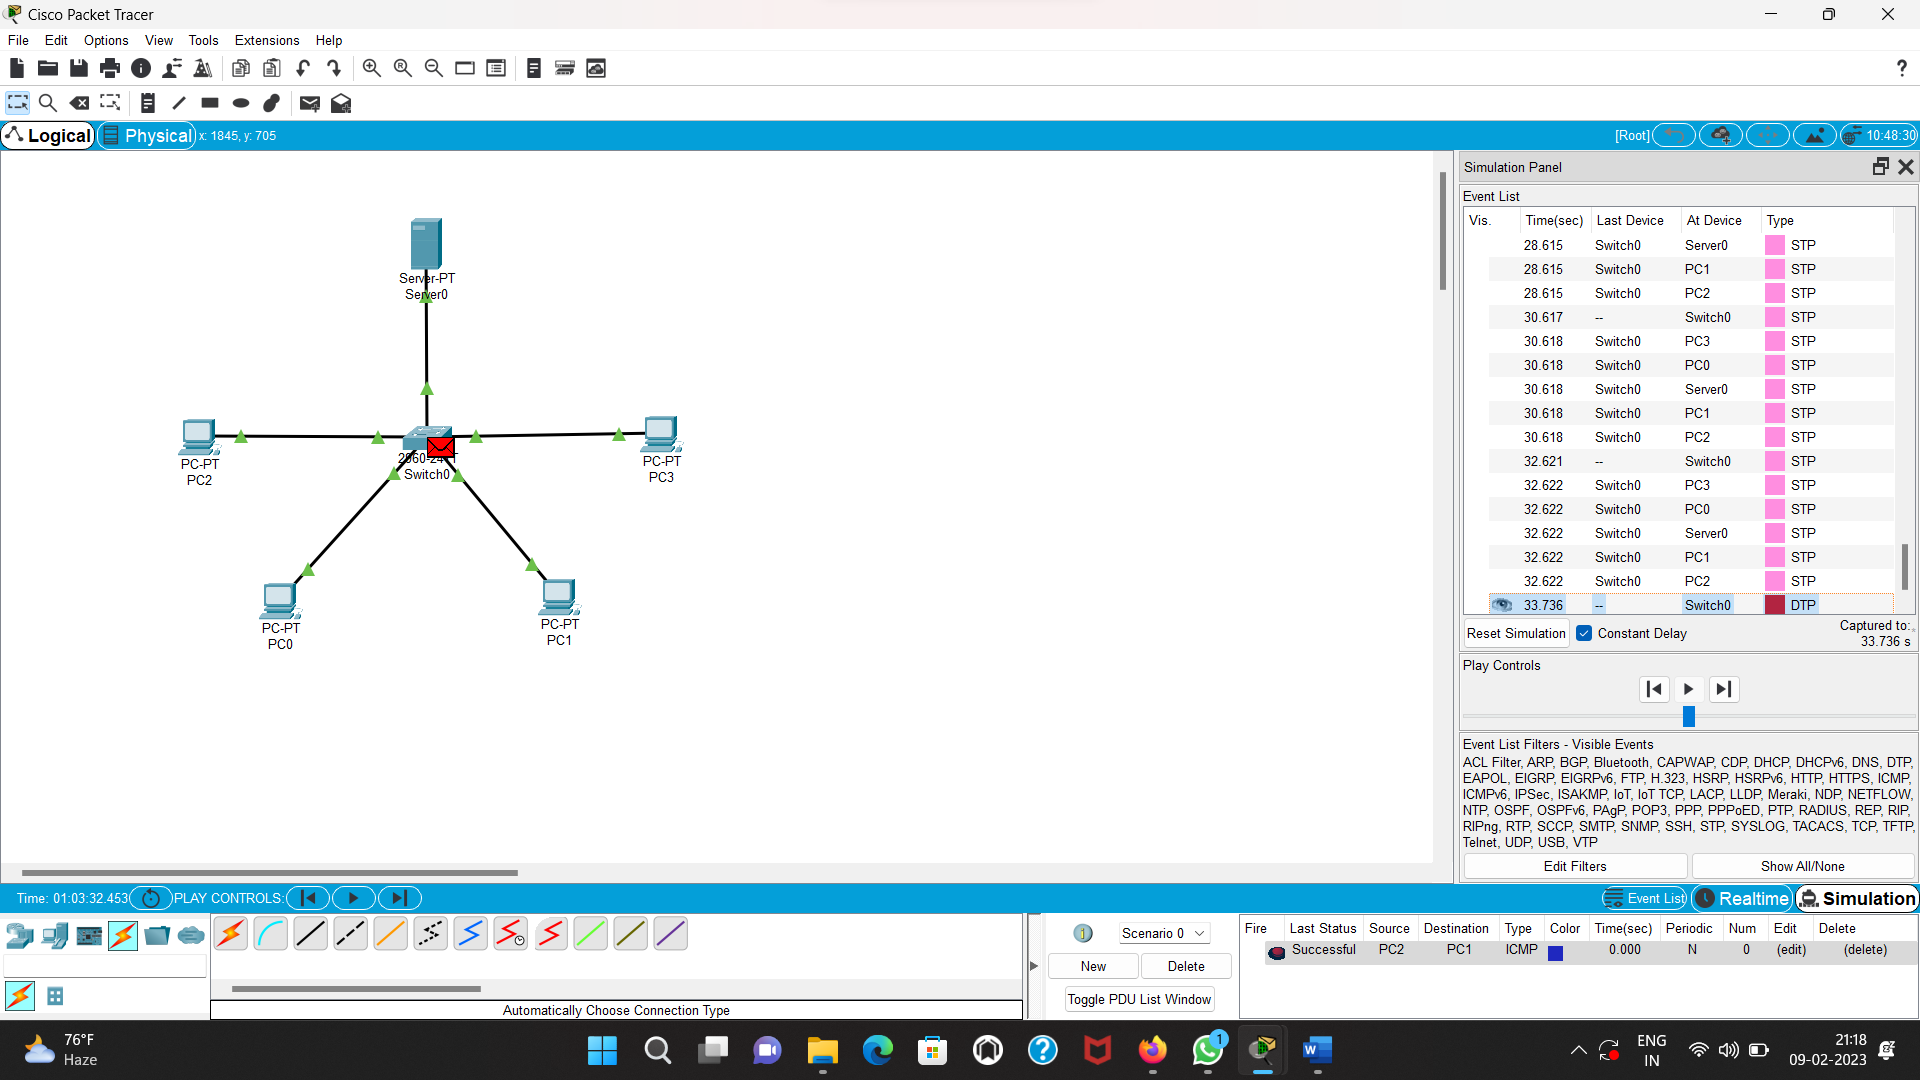 Cisco Packet Tracer
File Edit Options View Tools Extensions Help
?
Logical Physical x: 1845, y: 705 [Root] 10:48:30
Server-PT
Server0
PC-PT
PC2
Switch0
PC-PT
PC3
PC-PT
PC0
PC-PT
PC1
Simulation Panel
Event List
Vis. Time(sec) Last Device At Device Type
28.615 Switch0 Server0 STP
28.615 Switch0 PC1 STP
28.615 Switch0 PC2 STP
30.617 -- Switch0 STP
30.618 Switch0 PC3 STP
30.618 Switch0 PC0 STP
30.618 Switch0 Server0 STP
30.618 Switch0 PC1 STP
30.618 Switch0 PC2 STP
32.621 -- Switch0 STP
32.622 Switch0 PC3 STP
32.622 Switch0 PC0 STP
32.622 Switch0 Server0 STP
32.622 Switch0 PC1 STP
32.622 Switch0 PC2 STP
33.736 -- Switch0 DTP
Reset Simulation Constant Delay Captured to:
33.736 s
Play Controls
Event List Filters - Visible Events
ACL Filter, ARP, BGP, Bluetooth, CAPWAP, CDP, DHCP, DHCPv6, DNS, DTP,
EAPOL, EIGRP, EIGRPv6, FTP, H.323, HSRP, HSRPv6, HTTP, HTTPS, ICMP,
ICMPv6, IPSec, ISAKMP, IoT, IoT TCP, LACP, LLDP, Meraki, NDP, NETFLOW,
NTP, OSPF, OSPFv6, PAgP, POP3, PPP, PPPoED, PTP, RADIUS, REP, RIP,
RIPng, RTP, SCCP, SMTP, SNMP, SSH, STP, SYSLOG, TACACS, TCP, TFTP,
Telnet, UDP, USB, VTP
Edit Filters Show All/None
Time: 01:03:32.453 PLAY CONTROLS: Event List Realtime Simulation
Automatically Choose Connection Type
Scenario 0
New Delete
Toggle PDU List Window
Fire Last Status Source Destination Type Color Time(sec) Periodic Num Edit Delete
Successful PC2 PC1 ICMP 0.000 N 0 (edit) (delete)
76°F
Haze
1
ENG
IN
21:18
09-02-2023